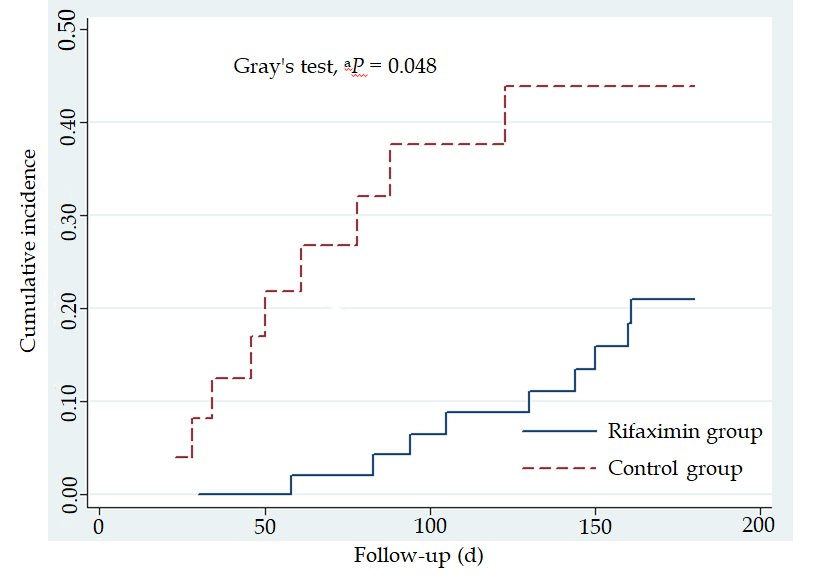 Gray's test, ᵃP = 0.048
Cumulative incidence
0.50
0.40
0.30
0.20
0.10
0.00
Rifaximin group
Control group
0 50 100 150 200
Follow-up (d)